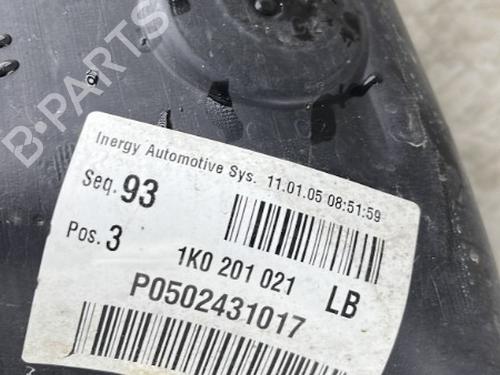 B-PARTS
Inergy Automotive Sys. 11.01.05 08:51:59
Seq. 93
Pos. 3
1K0 201 021 LB
P0502431017